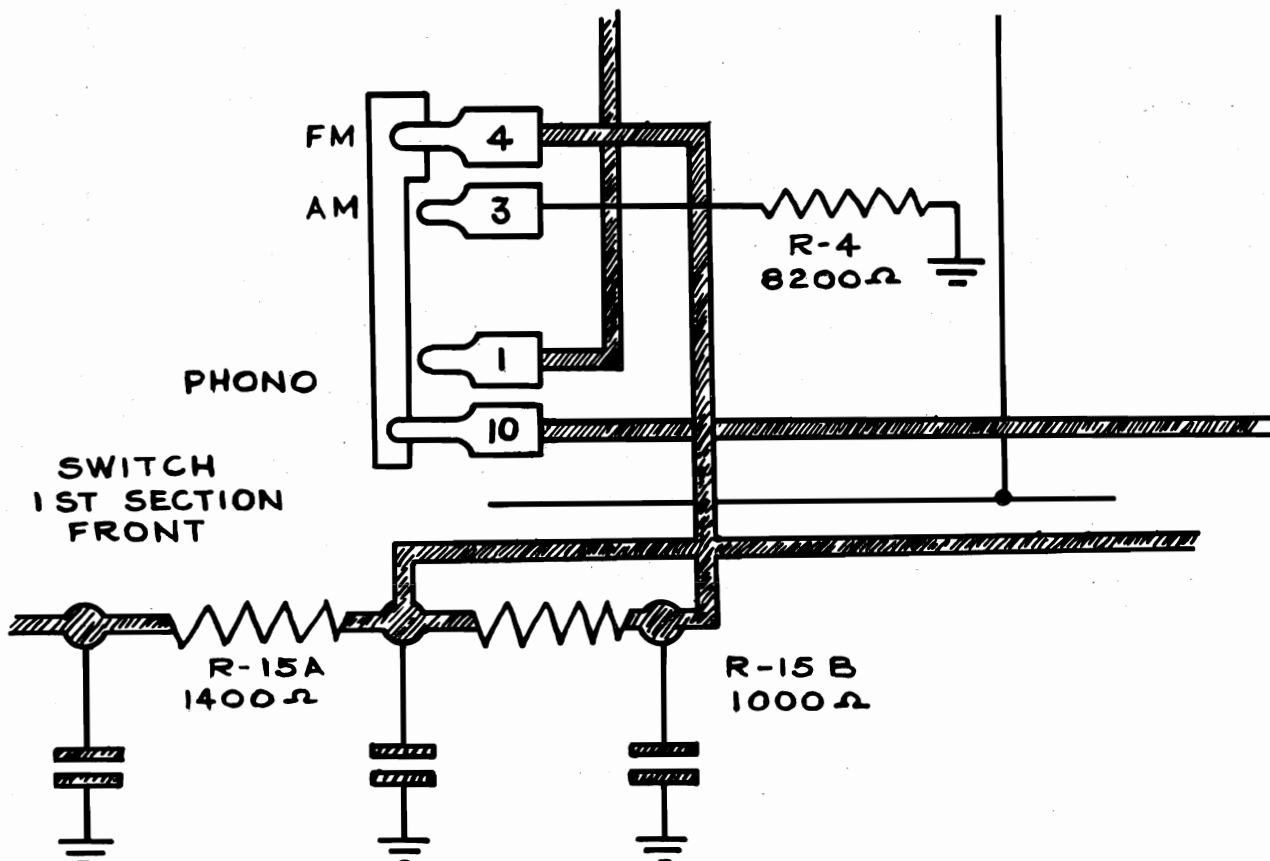 FM
4
AM
3
R-4
8200Ω
1
PHONO
10
SWITCH
1ST SECTION
FRONT
R-15A
1400Ω
R-15B
1000Ω